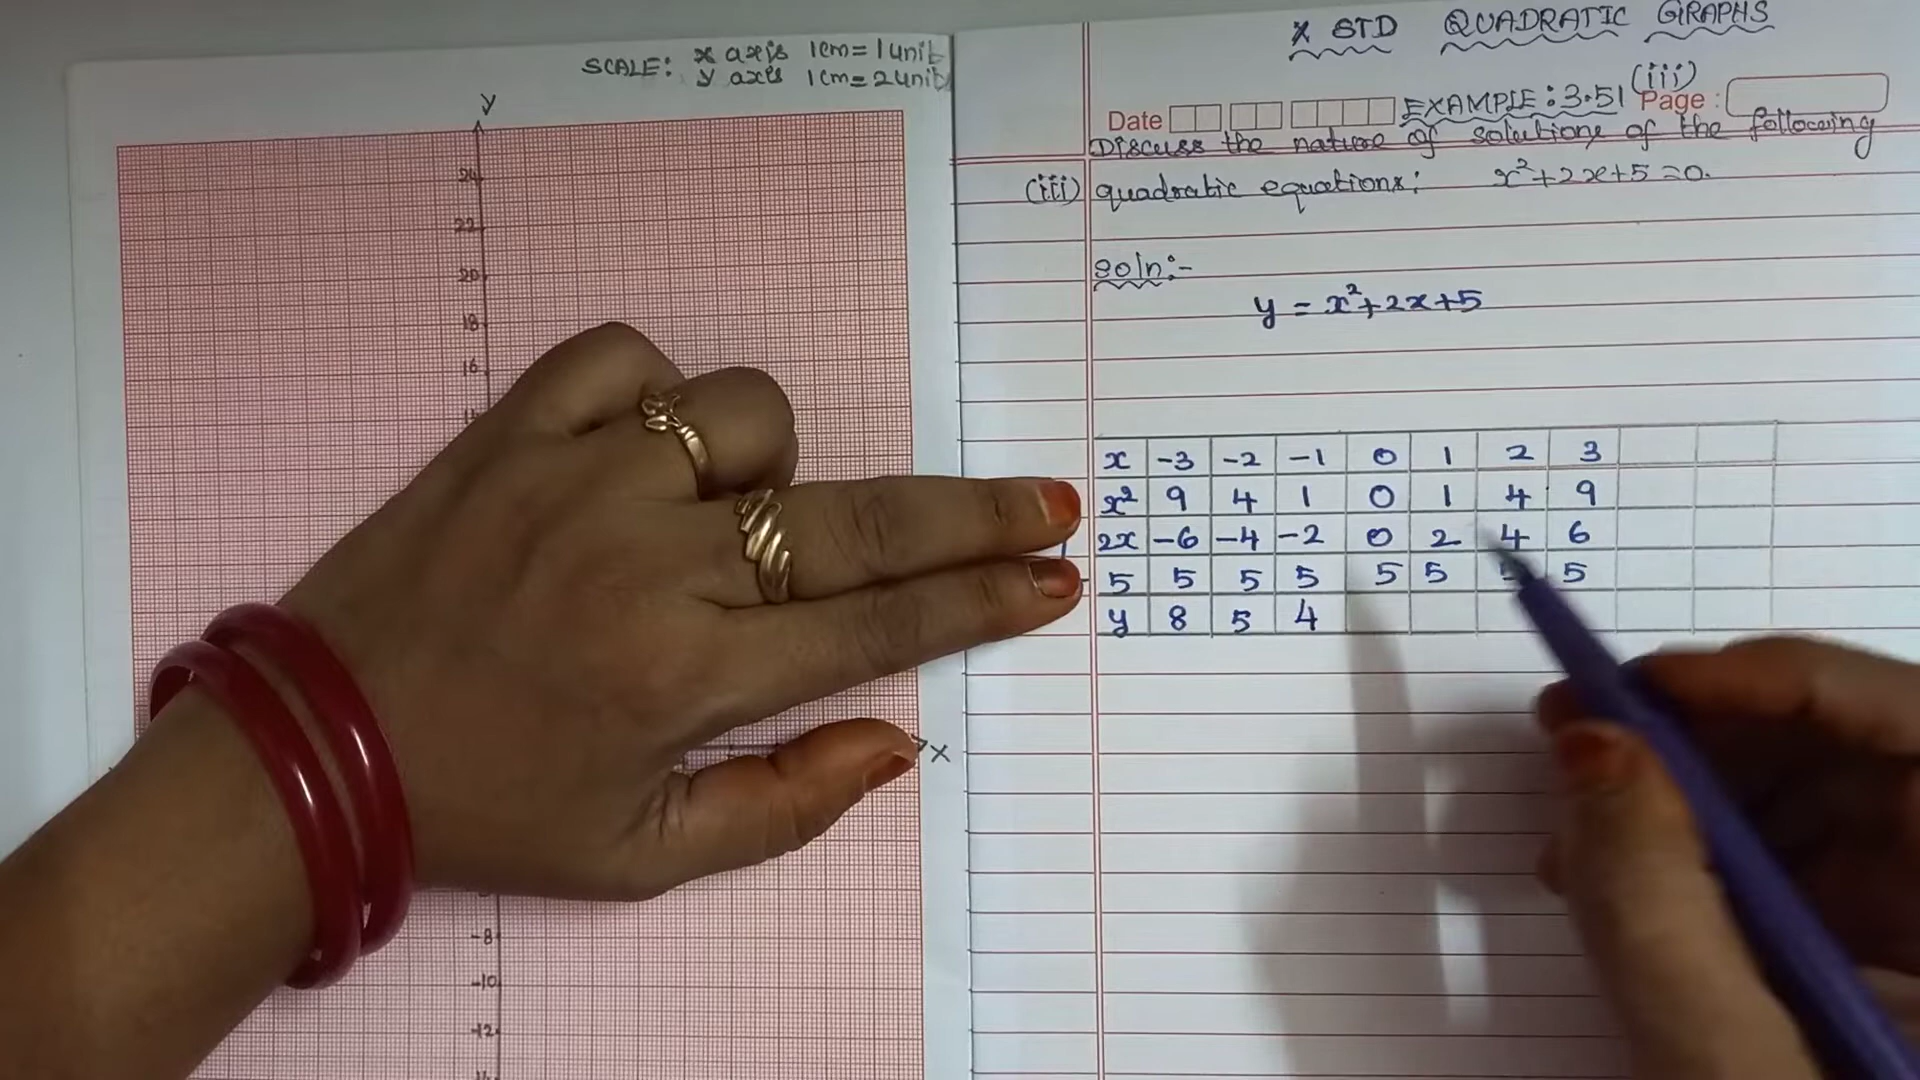 SCALE: x axis 1cm = 1 unit
y axis 1cm = 2 unit
Y
24
22
20
18
16
X
-8
-10
-12
X STD QUADRATIC GRAPHS
Date EXAMPLE: 3.51 (iii) Page :
Discuss the nature of solutions of the following
(iii) quadratic equations: x²+2x+5=0.
soln:-
y = x²+2x+5
x -3 -2 -1 0 1 2 3
x² 9 4 1 0 1 4 9
2x -6 -4 -2 0 2 4 6
5 5 5 5 5 5 5 5
y 8 5 4